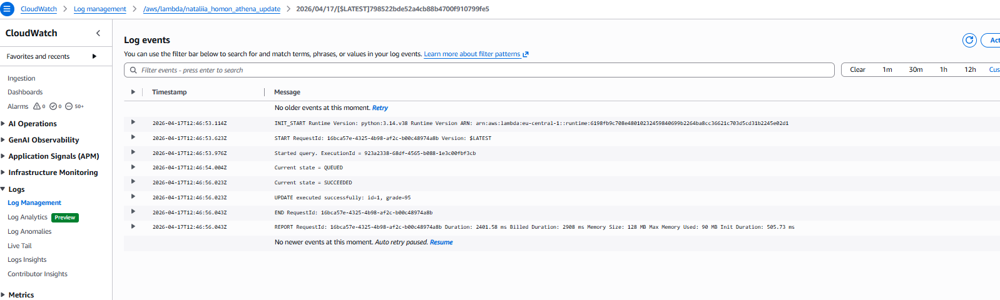 CloudWatch > Log management > /aws/lambda/nataliia_homon_athena_update > 2026/04/17/[$LATEST]798522bde52a4cb88b4700f910799fe5
CloudWatch
Favorites and recents
Ingestion
Dashboards
Alarms 0 0 50+
AI Operations
GenAI Observability
Application Signals (APM)
Infrastructure Monitoring
Logs
Log Management
Log Analytics Preview
Log Anomalies
Live Tail
Logs Insights
Contributor Insights
Metrics
Log events
Act
You can use the filter bar below to search for and match terms, phrases, or values in your log events. Learn more about filter patterns
Filter events - press enter to search
Clear 1m 30m 1h 12h Cus
Timestamp Message
No older events at this moment. Retry
2026-04-17T12:46:53.114Z INIT_START Runtime Version: python:3.14.v38 Runtime Version ARN: arn:aws:lambda:eu-central-1::runtime:6198fb9c708e48010232459840699b2264ba8cc36621c703d5cd31b2245e02d1
2026-04-17T12:46:53.623Z START RequestId: 16bca57e-4325-4b98-af2c-b00c48974a8b Version: $LATEST
2026-04-17T12:46:53.976Z Started query. ExecutionId = 923a2338-68df-4565-b088-1e3c00fbf3cb
2026-04-17T12:46:54.004Z Current state = QUEUED
2026-04-17T12:46:56.023Z Current state = SUCCEEDED
2026-04-17T12:46:56.023Z UPDATE executed successfully: id=1, grade=95
2026-04-17T12:46:56.043Z END RequestId: 16bca57e-4325-4b98-af2c-b00c48974a8b
2026-04-17T12:46:56.043Z REPORT RequestId: 16bca57e-4325-4b98-af2c-b00c48974a8b Duration: 2401.58 ms Billed Duration: 2908 ms Memory Size: 128 MB Max Memory Used: 90 MB Init Duration: 505.73 ms
No newer events at this moment. Auto retry paused. Resume